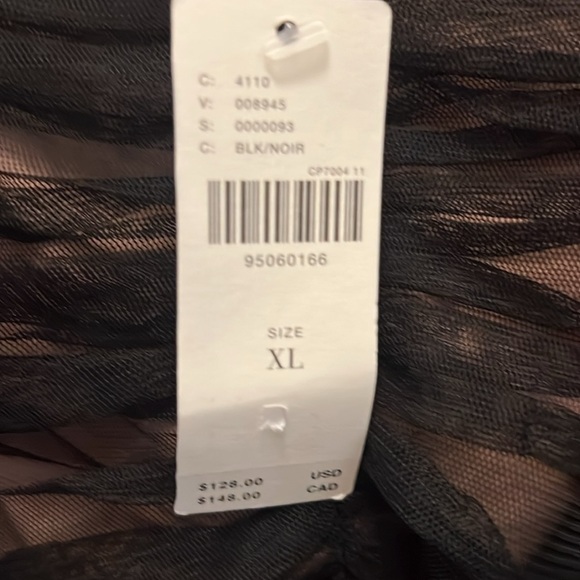 C: 4110
V: 008945
S: 0000093
C: BLK/NOIR
CP7004 11
95060166
SIZE
XL
$128.00 USD
$148.00 CAD